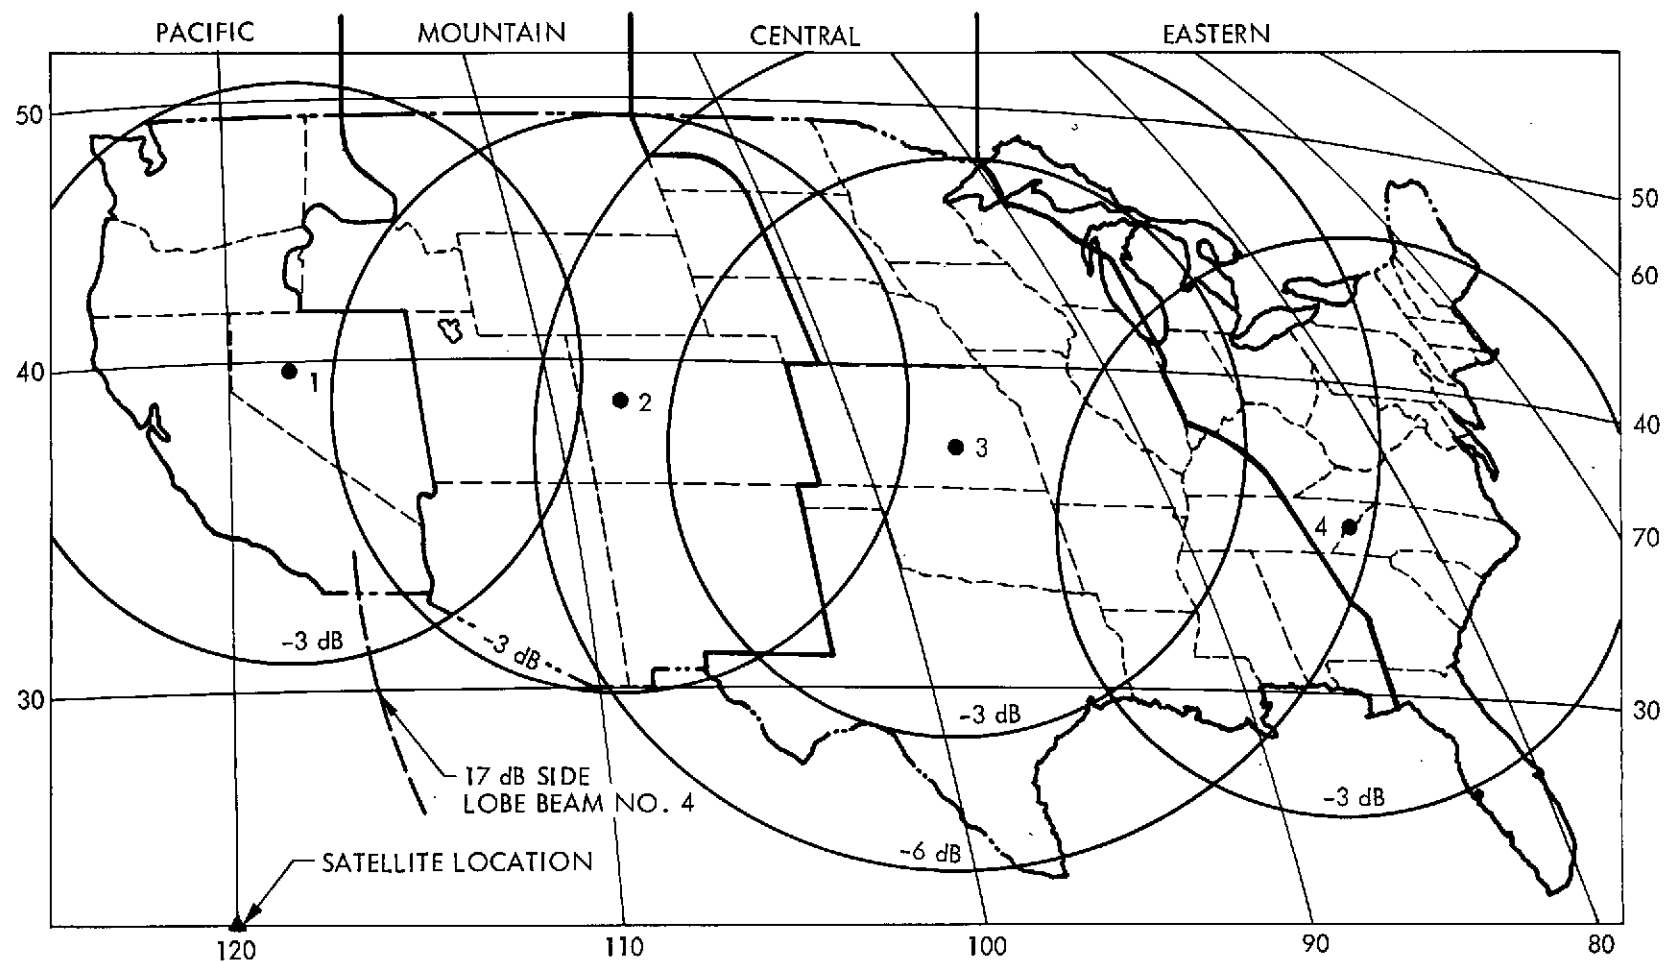 PACIFIC
MOUNTAIN
CENTRAL
EASTERN
50
50
60
40
1
2
3
4
40
70
-3 dB
-3 dB
-3 dB
30
30
17 dB SIDE
LOBE BEAM NO. 4
-3 dB
-6 dB
SATELLITE LOCATION
120
110
100
90
80